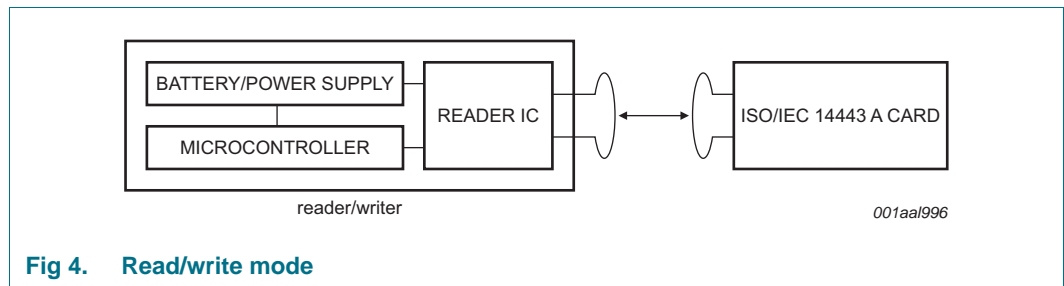 BATTERY/POWER SUPPLY
MICROCONTROLLER
READER IC
ISO/IEC 14443 A CARD
reader/writer
001aal996
Fig 4. Read/write mode